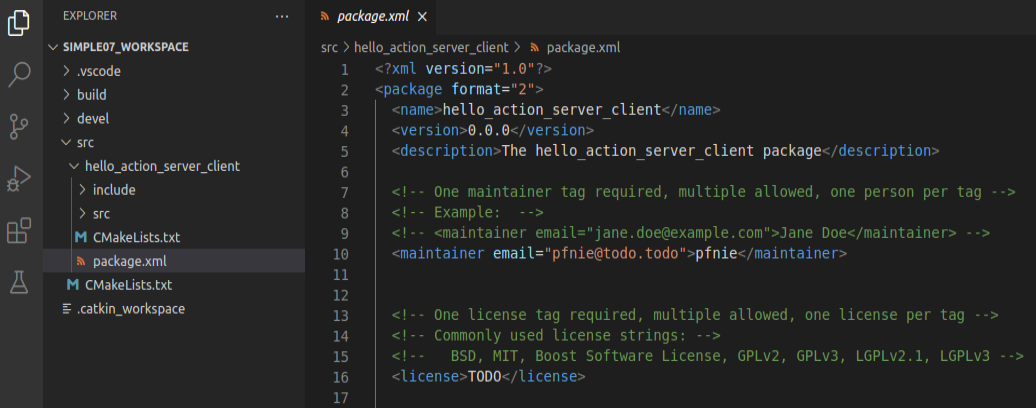 EXPLORER
SIMPLE07_WORKSPACE
.vscode
build
devel
src
hello_action_server_client
include
src
CMakeLists.txt
package.xml
CMakeLists.txt
.catkin_workspace
package.xml
src > hello_action_server_client > package.xml
1 <?xml version="1.0"?>
2 <package format="2">
3 <name>hello_action_server_client</name>
4 <version>0.0.0</version>
5 <description>The hello_action_server_client package</description>
6
7 <!-- One maintainer tag required, multiple allowed, one person per tag -->
8 <!-- Example:  -->
9 <!-- <maintainer email="jane.doe@example.com">Jane Doe</maintainer> -->
10 <maintainer email="pfnie@todo.todo">pfnie</maintainer>
11
12
13 <!-- One license tag required, multiple allowed, one license per tag -->
14 <!-- Commonly used license strings: -->
15 <!--   BSD, MIT, Boost Software License, GPLv2, GPLv3, LGPLv2.1, LGPLv3 -->
16 <license>TODO</license>
17